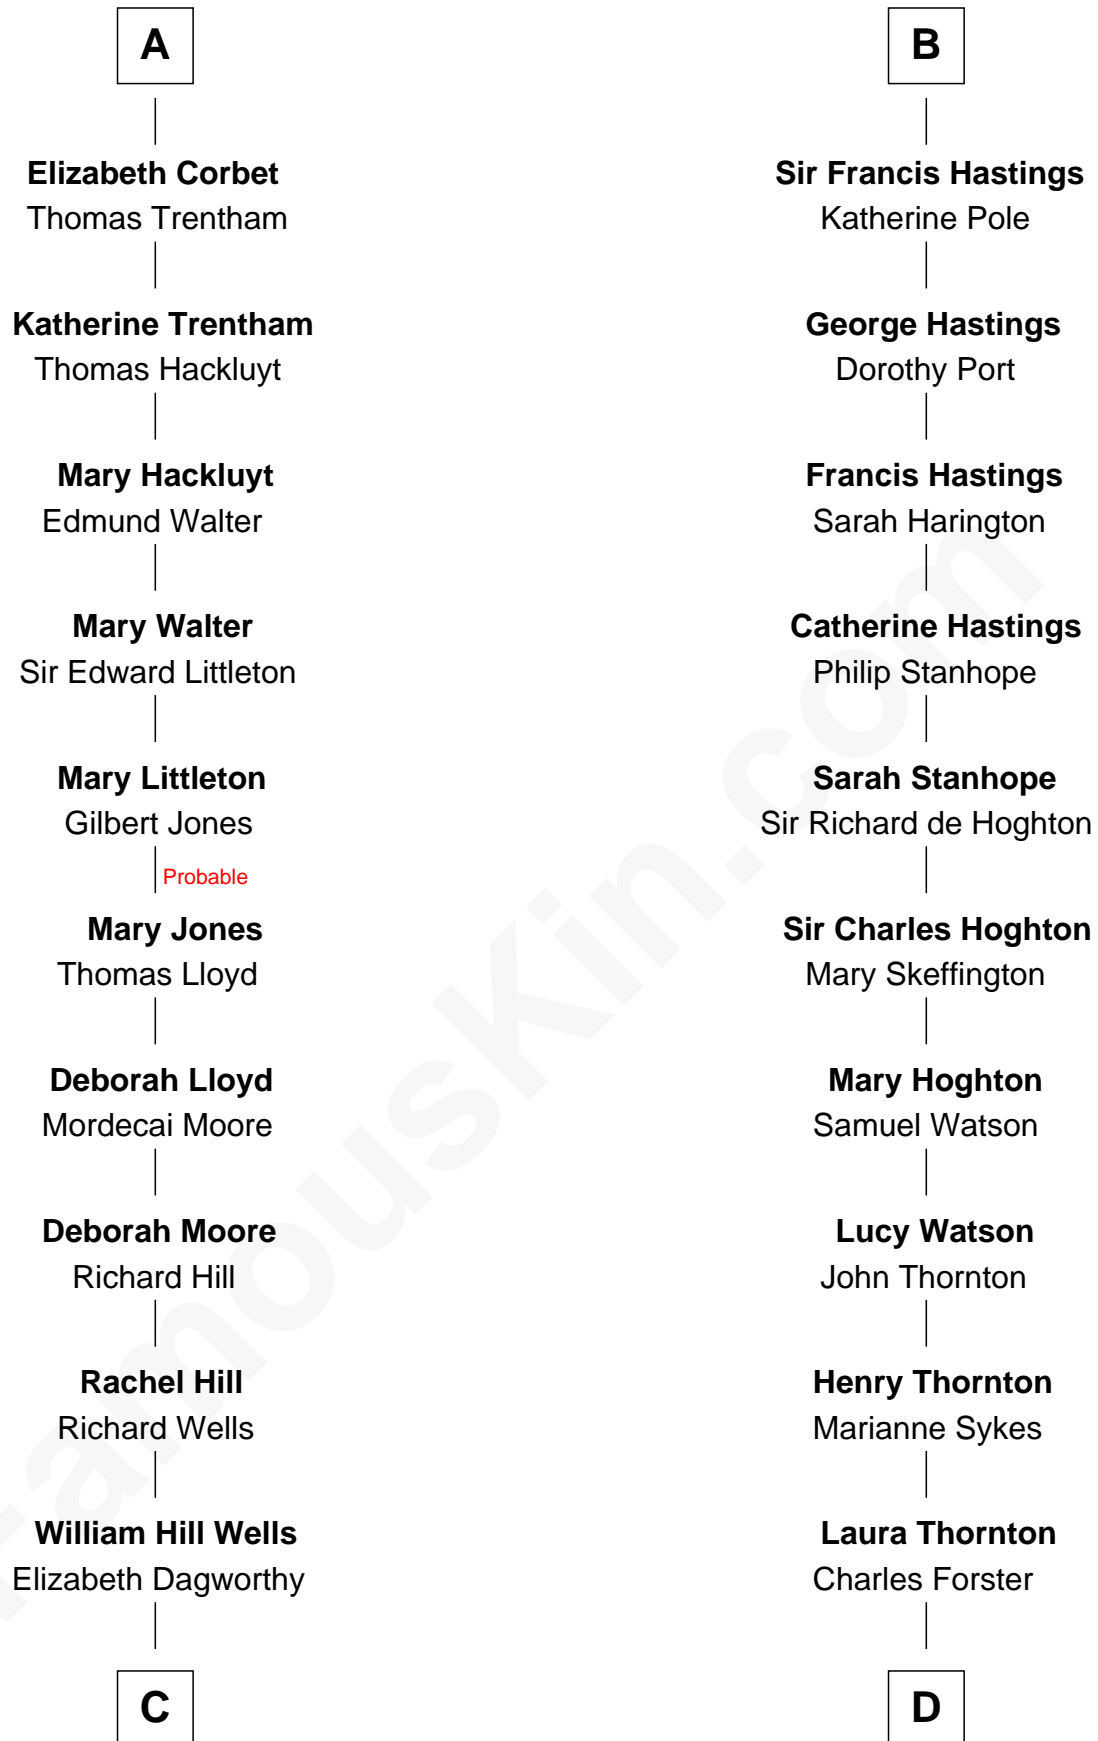 A
Elizabeth Corbet
Thomas Trentham
Katherine Trentham
Thomas Hackluyt
Mary Hackluyt
Edmund Walter
Mary Walter
Sir Edward Littleton
Mary Littleton
Gilbert Jones
Probable
Mary Jones
Thomas Lloyd
Deborah Lloyd
Mordecai Moore
Deborah Moore
Richard Hill
Rachel Hill
Richard Wells
William Hill Wells
Elizabeth Dagworthy
C
B
Sir Francis Hastings
Katherine Pole
George Hastings
Dorothy Port
Francis Hastings
Sarah Harington
Catherine Hastings
Philip Stanhope
Sarah Stanhope
Sir Richard de Hoghton
Sir Charles Hoghton
Mary Skeffington
Mary Hoghton
Samuel Watson
Lucy Watson
John Thornton
Henry Thornton
Marianne Sykes
Laura Thornton
Charles Forster
D
FamousKin.com